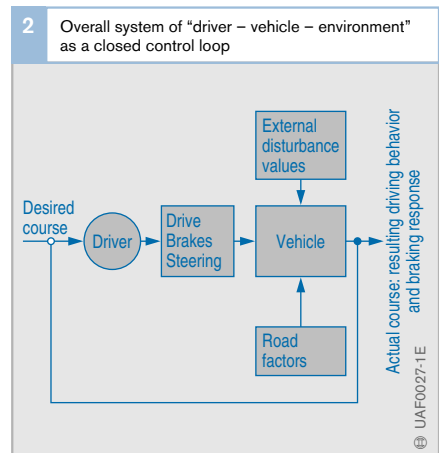 2
Overall system of “driver – vehicle – environment”
as a closed control loop
External
disturbance
values
Desired
course
Driver
Drive
Brakes
Steering
Vehicle
Road
factors
Actual course: resulting driving behavior
and braking response
UAF0027-1E